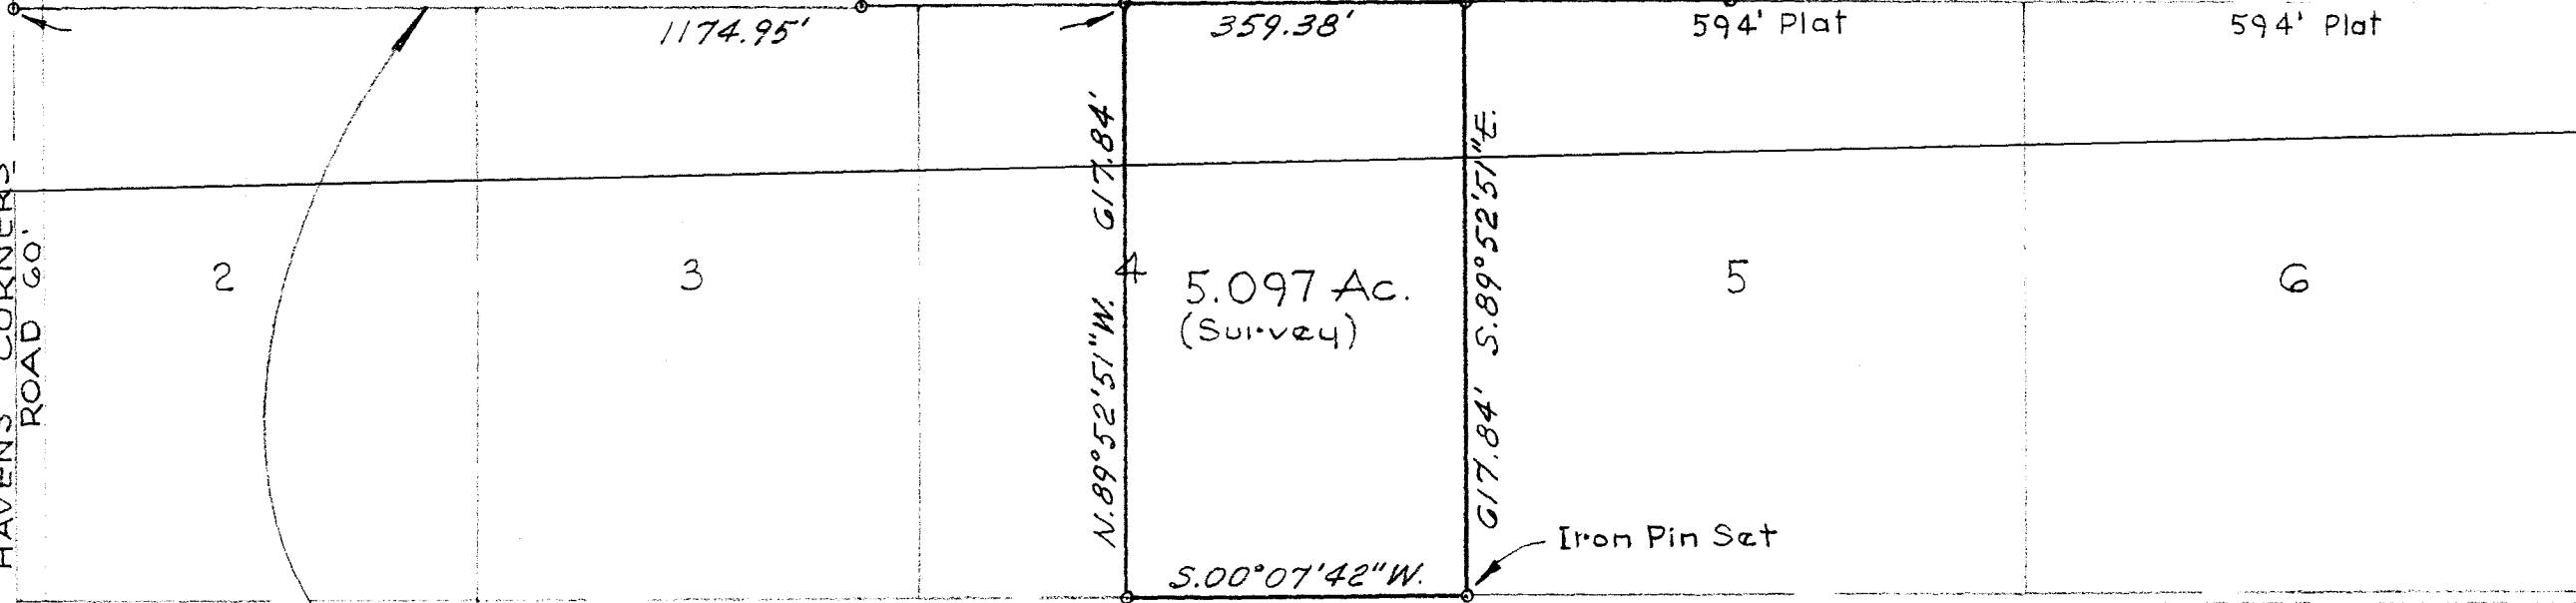 1174.95'
359.38'
594' Plat
594' Plat
HAVENS CORNERS
ROAD 60'
N.89°52'51"W. 617.84'
617.84' S.89°52'51"E.
2
3
4
5.097 Ac.
(Survey)
5
6
Iron Pin Set
S.00°07'42"W.